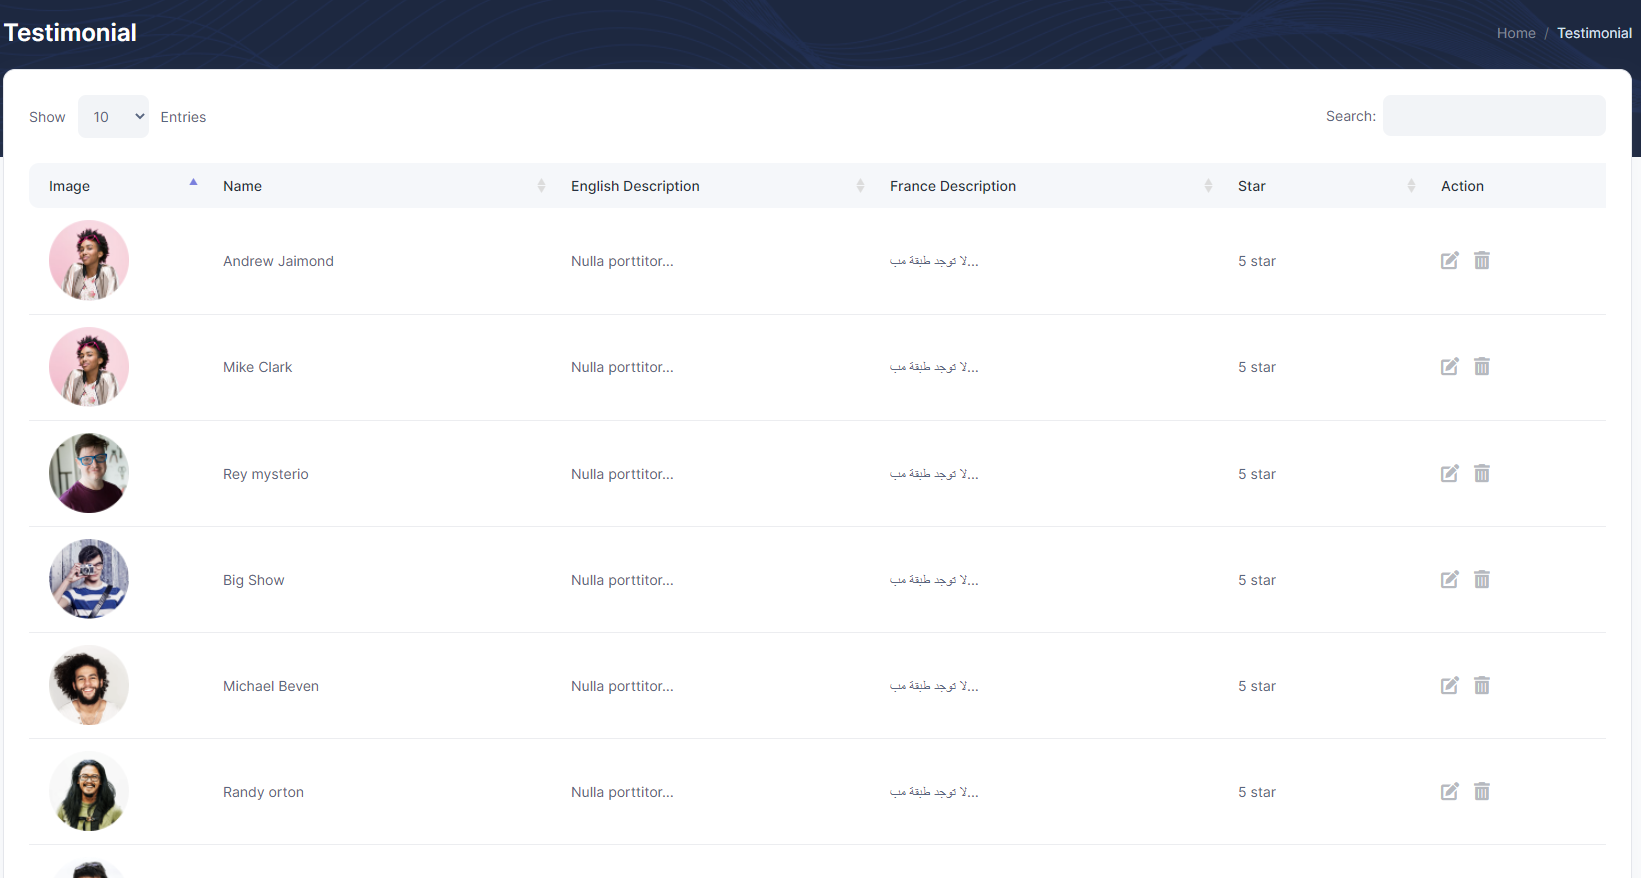 Testimonial
Home / Testimonial
Show 10 Entries
Search:
Image Name English Description France Description Star Action
Andrew Jaimond Nulla porttitor... لا توجد طبقة مب... 5 star
Mike Clark Nulla porttitor... لا توجد طبقة مب... 5 star
Rey mysterio Nulla porttitor... لا توجد طبقة مب... 5 star
Big Show Nulla porttitor... لا توجد طبقة مب... 5 star
Michael Beven Nulla porttitor... لا توجد طبقة مب... 5 star
Randy orton Nulla porttitor... لا توجد طبقة مب... 5 star